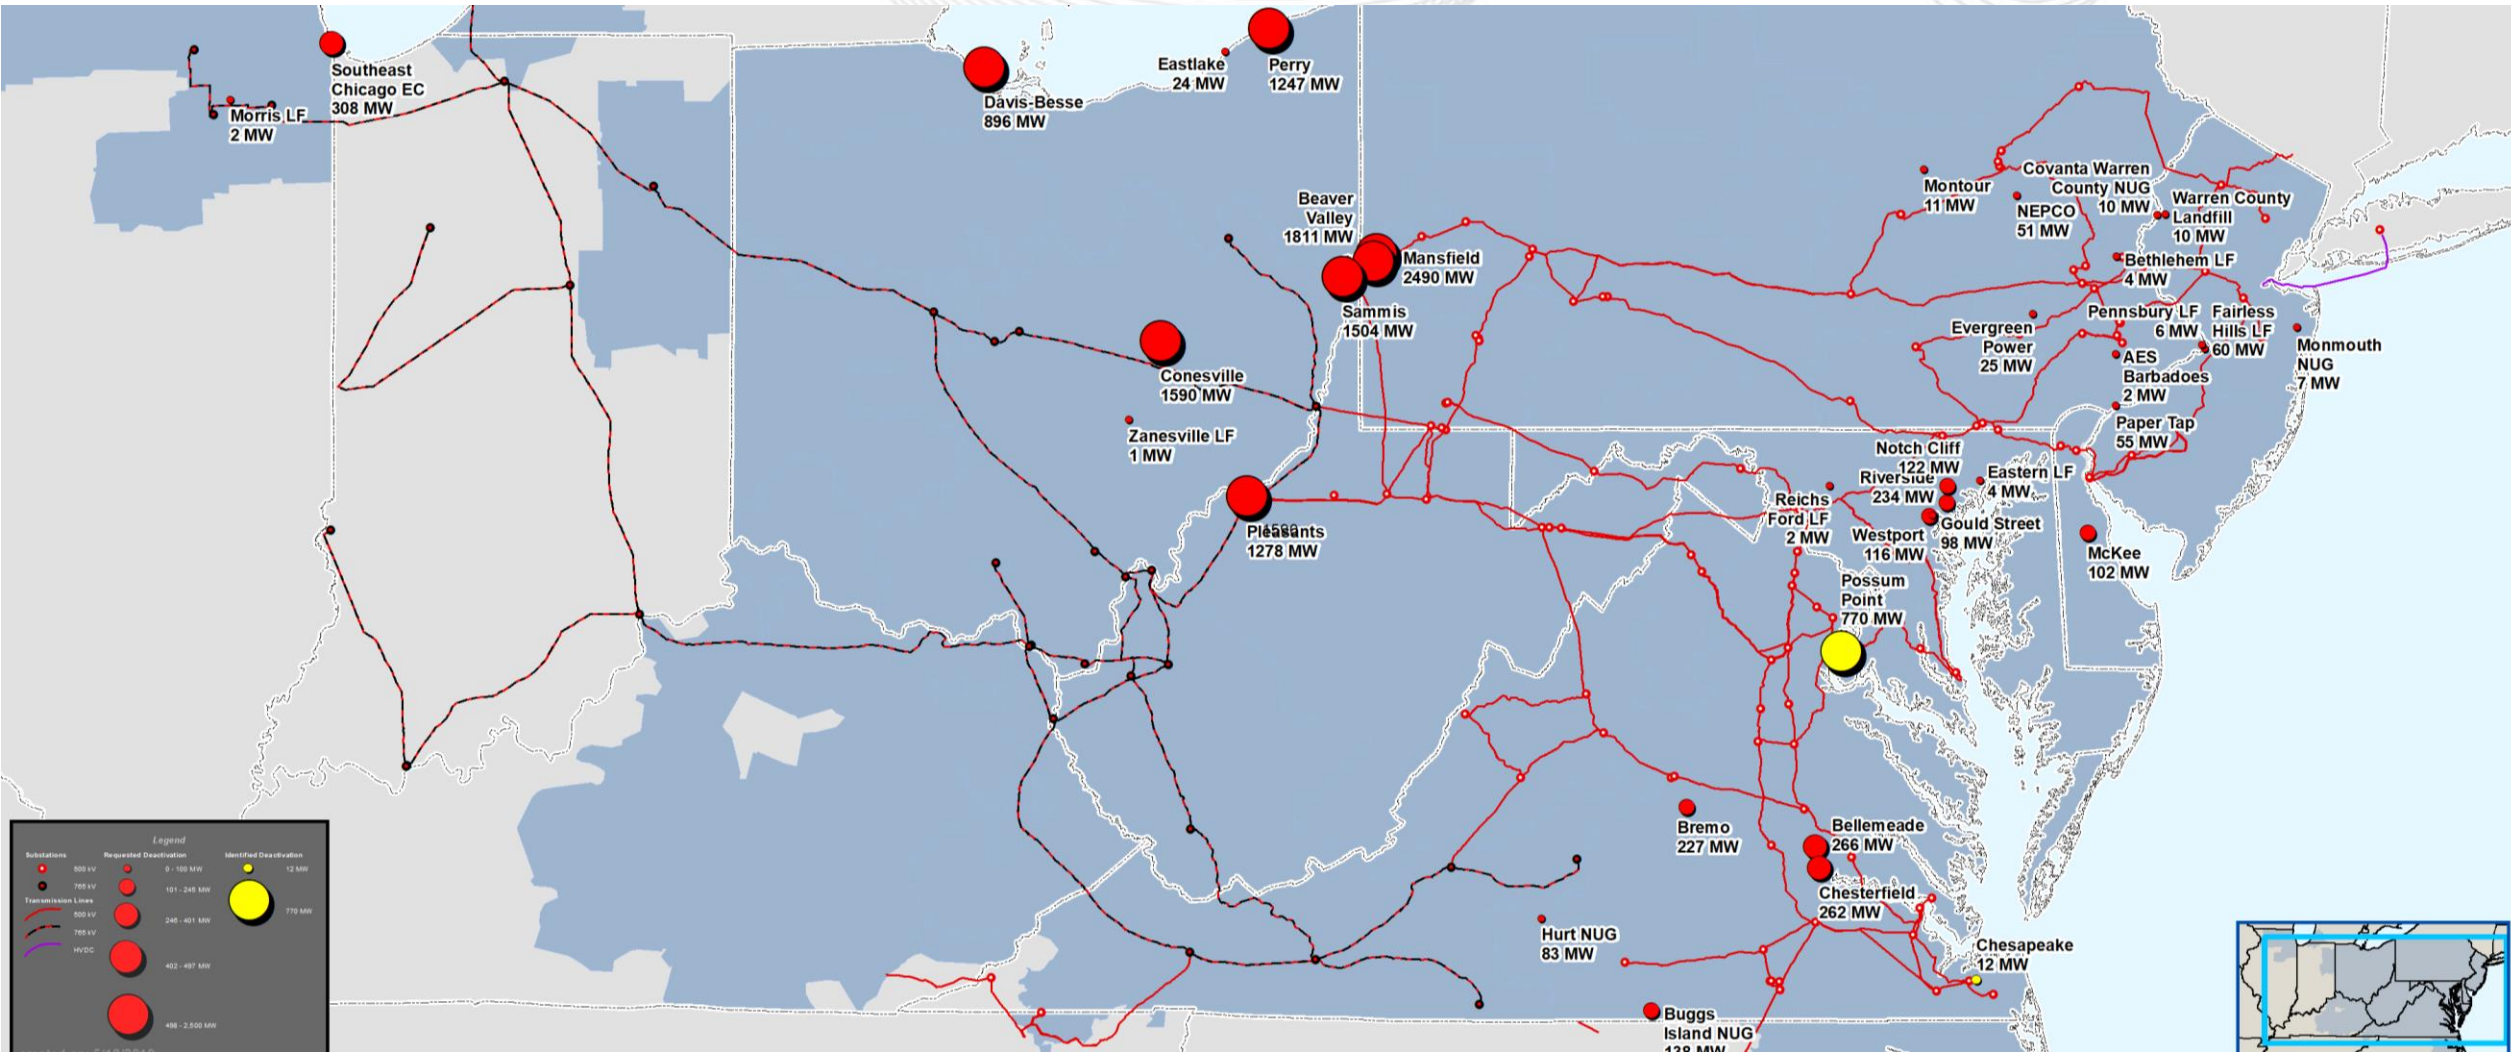 Southeast
Chicago EC
308 MW
Morris LF
2 MW
Davis-Besse
896 MW
Eastlake
24 MW
Perry
1247 MW
Beaver
Valley
1811 MW
Mansfield
2490 MW
Sammis
1504 MW
Conesville
1590 MW
Zanesville LF
1 MW
Pleasants
1278 MW
Montour
11 MW
Covanta Warren
County NUG
10 MW
NEPCO
51 MW
Warren County
Landfill
10 MW
Bethlehem LF
4 MW
Pennsbury LF
6 MW
Fairless
Hills LF
60 MW
Evergreen
Power
25 MW
AES
Barbadoes
2 MW
Monmouth
NUG
7 MW
Paper Tap
55 MW
Notch Cliff
122 MW
Riverside
234 MW
Eastern LF
4 MW
Reichs
Ford LF
2 MW
Gould Street
98 MW
Westport
116 MW
McKee
102 MW
Possum
Point
770 MW
Bremo
227 MW
Bellemeade
266 MW
Chesterfield
262 MW
Hurt NUG
83 MW
Chesapeake
12 MW
Buggs
Island NUG
138 MW
Legend
Substations
500 kV
765 kV
Transmission Lines
500 kV
765 kV
HVDC
Requested Deactivation
0 - 100 MW
101 - 245 MW
246 - 401 MW
402 - 497 MW
498 - 2,500 MW
Identified Deactivation
12 MW
770 MW